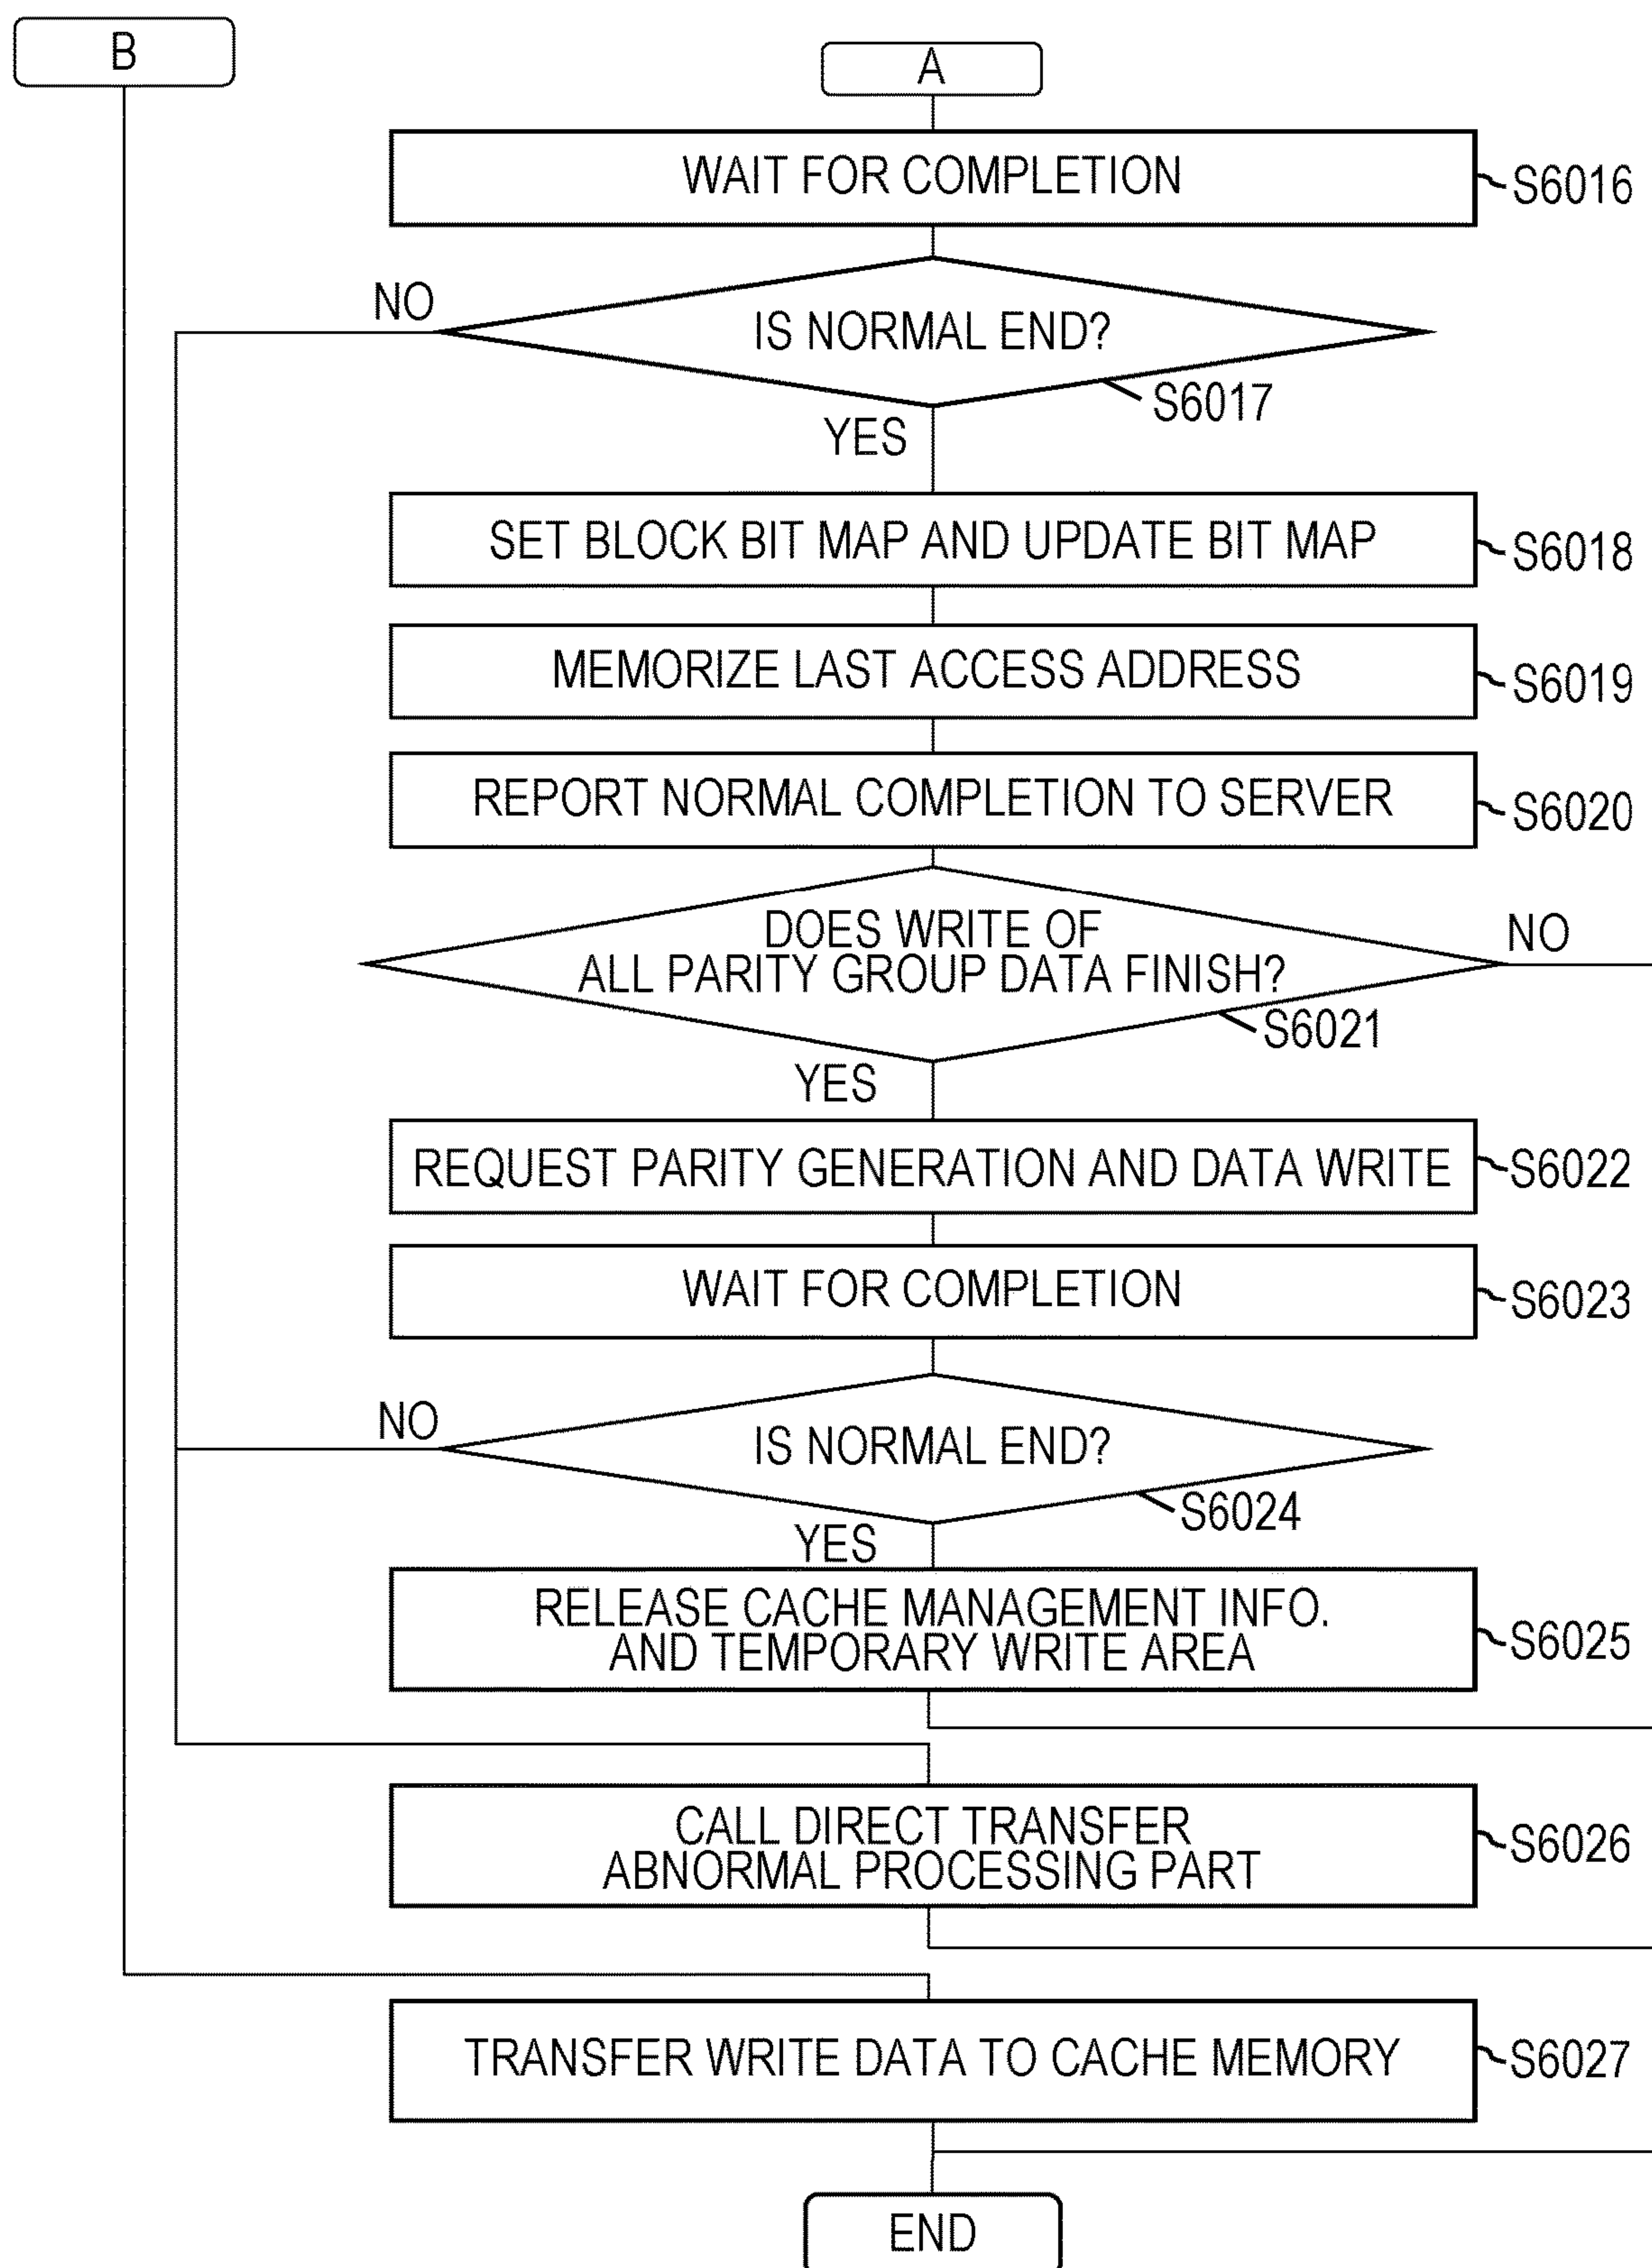 B
A
WAIT FOR COMPLETION
S6016
NO
IS NORMAL END?
S6017
YES
SET BLOCK BIT MAP AND UPDATE BIT MAP
S6018
MEMORIZE LAST ACCESS ADDRESS
S6019
REPORT NORMAL COMPLETION TO SERVER
S6020
DOES WRITE OF
ALL PARITY GROUP DATA FINISH?
NO
S6021
YES
REQUEST PARITY GENERATION AND DATA WRITE
S6022
WAIT FOR COMPLETION
S6023
NO
IS NORMAL END?
S6024
YES
RELEASE CACHE MANAGEMENT INFO.
AND TEMPORARY WRITE AREA
S6025
CALL DIRECT TRANSFER
ABNORMAL PROCESSING PART
S6026
TRANSFER WRITE DATA TO CACHE MEMORY
S6027
END